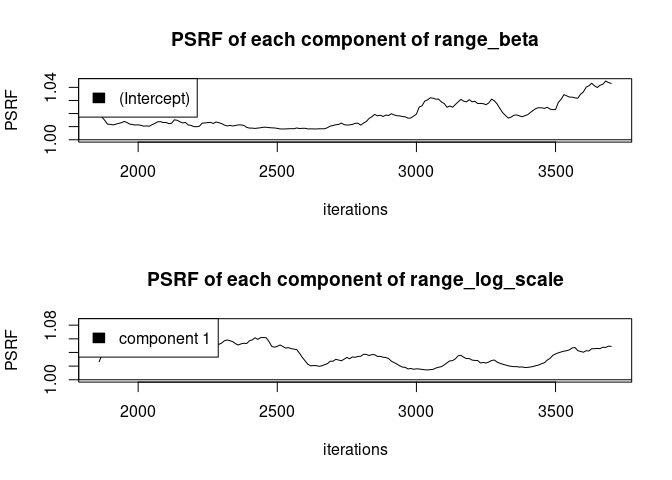 PSRF of each component of range_beta
PSRF
1.04
1.00
(Intercept)
2000 2500 3000 3500
iterations
PSRF of each component of range_log_scale
PSRF
1.08
1.00
component 1
2000 2500 3000 3500
iterations